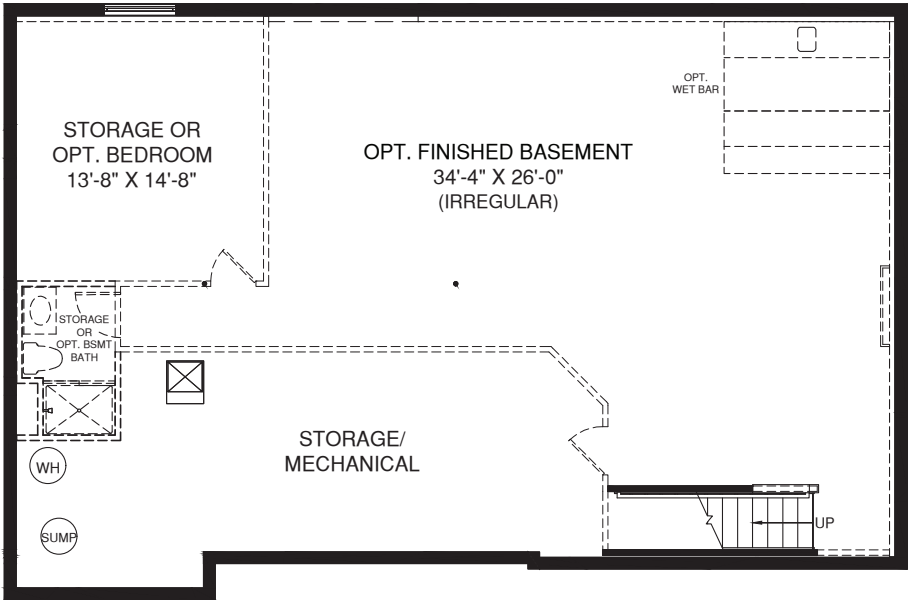 OPT.
WET BAR
STORAGE OR
OPT. BEDROOM
13'-8" X 14'-8"
OPT. FINISHED BASEMENT
34'-4" X 26'-0"
(IRREGULAR)
STORAGE
OR
OPT. BSMT
BATH
STORAGE/
MECHANICAL
WH
SUMP
UP